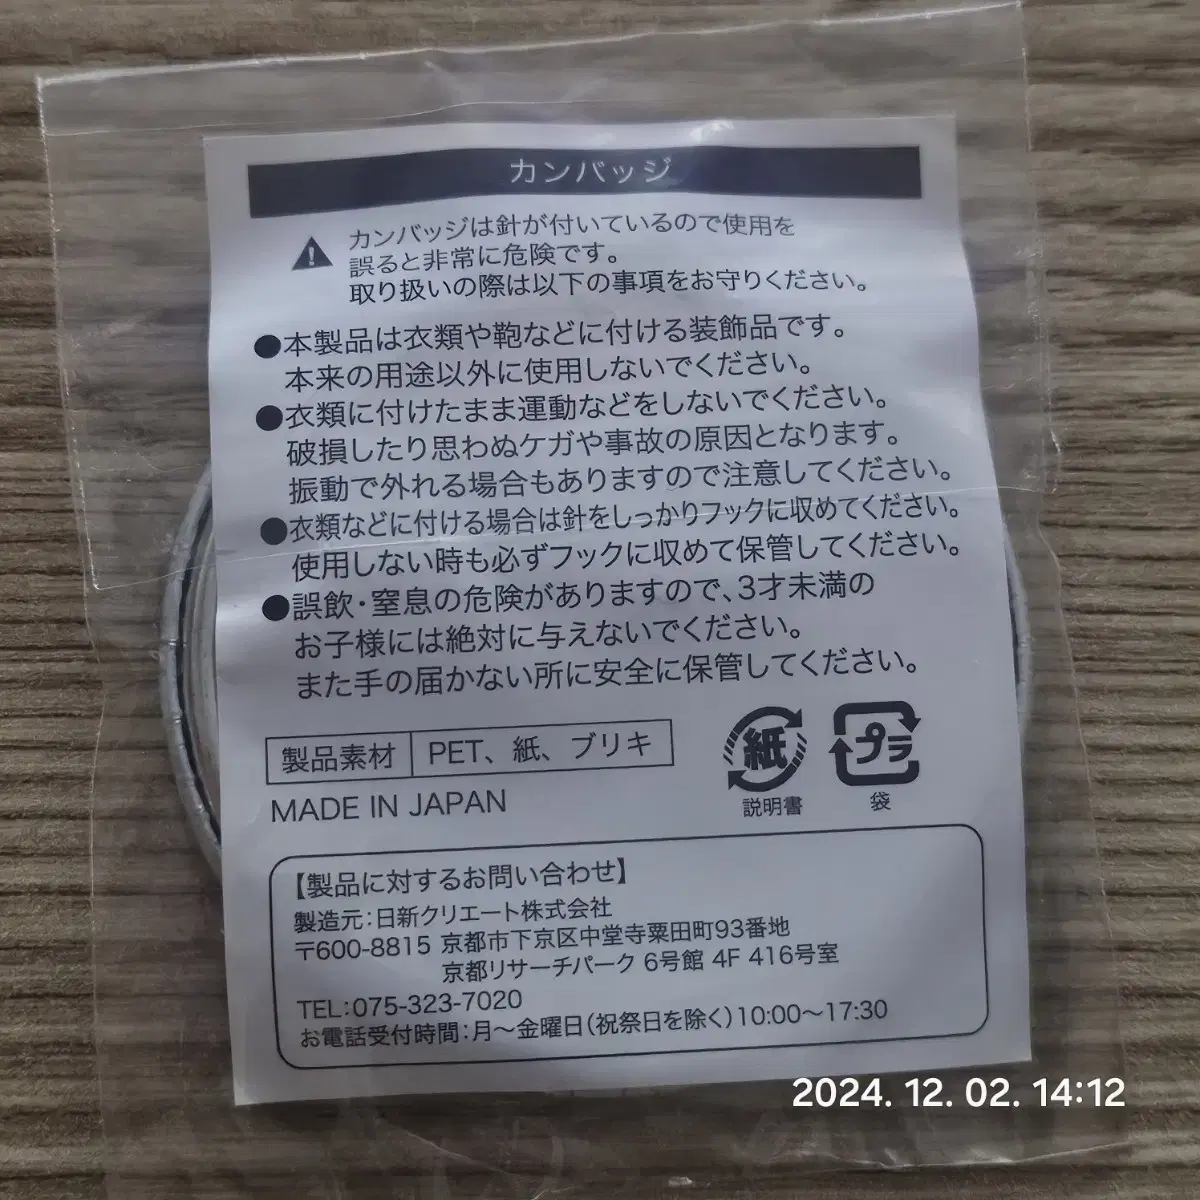 カンバッジ
カンバッジは針が付いているので使用を
誤ると非常に危険です。
取り扱いの際は以下の事項をお守りください。
●本製品は衣類や鞄などに付ける装飾品です。
本来の用途以外に使用しないでください。
●衣類に付けたまま運動などをしないでください。
破損したり思わぬケガや事故の原因となります。
振動で外れる場合もありますので注意してください。
●衣類などに付ける場合は針をしっかりフックに収めてください。
使用しない時も必ずフックに収めて保管してください。
●誤飲・窒息の危険がありますので、3才未満の
お子様には絶対に与えないでください。
また手の届かない所に安全に保管してください。
製品素材 PET、紙、ブリキ
紙 プラ
説明書 袋
MADE IN JAPAN
【製品に対するお問い合わせ】
製造元:日新クリエート株式会社
〒600-8815 京都市下京区中堂寺粟田町93番地
京都リサーチパーク 6号館 4F 416号室
TEL:075-323-7020
お電話受付時間:月〜金曜日(祝祭日を除く)10:00〜17:30
2024. 12. 02. 14:12